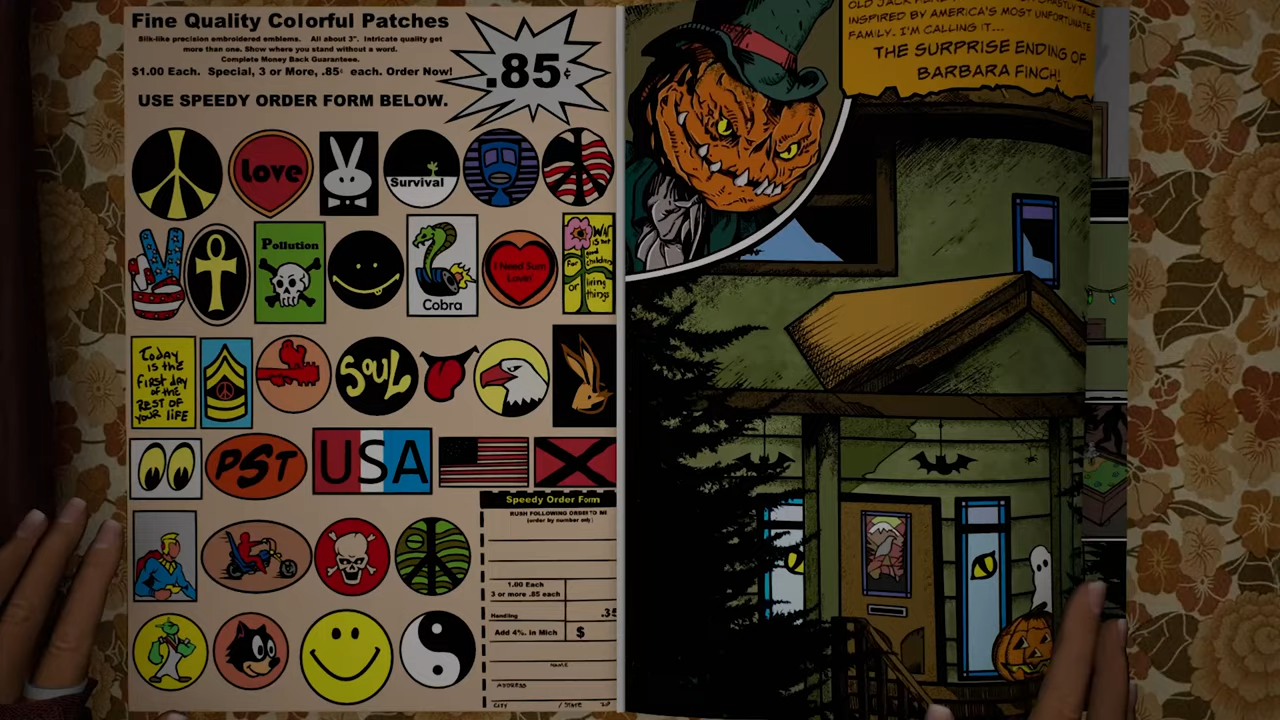 Fine Quality Colorful Patches
Silk-like precision embroidered emblems. All about 3". Intricate quality get
more than one. Show where you stand without a word.
Complete Money Back Guarantee.
$1.00 Each. Special, 3 or More, .85¢ each. Order Now!
.85¢
USE SPEEDY ORDER FORM BELOW.
Love
Survival
Pollution
Cobra
I Need Sum
Love!
WAR
is not
good
for children
or living
things
Today
is the
First day
of the
REST OF
YOUR LIFE
SOUL
PST
USA
Speedy Order Form
RUSH FOLLOWING ORDER TO ME
(order by number only)
1.00 Each
3 or more .85 each
Handling .35
Add 4%. in Mich $
NAME
ADDRESS
CITY / STATE ZIP
OLD JACK
INSPIRED BY AMERICA'S MOST UNFORTUNATE
FAMILY. I'M CALLING IT...
THE SURPRISE ENDING OF
BARBARA FINCH!